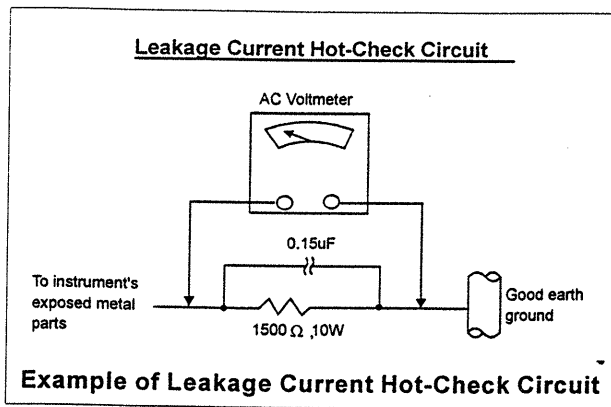 Leakage Current Hot-Check Circuit
AC Voltmeter
0.15uF
To instrument's
exposed metal
parts
1500 Ω ,10W
Good earth
ground
Example of Leakage Current Hot-Check Circuit